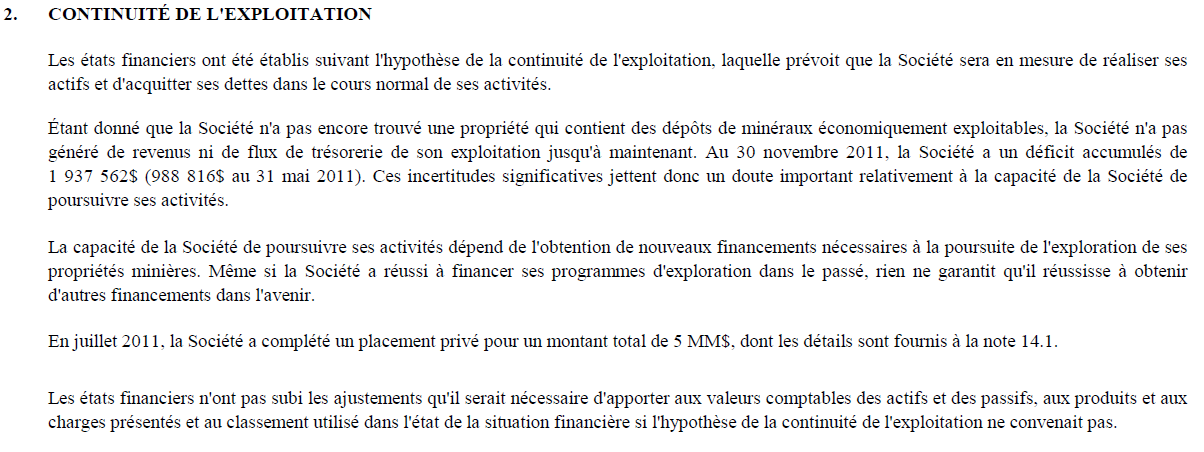 2. CONTINUITÉ DE L'EXPLOITATION
Les états financiers ont été établis suivant l'hypothèse de la continuité de l'exploitation, laquelle prévoit que la Société sera en mesure de réaliser ses
actifs et d'acquitter ses dettes dans le cours normal de ses activités.
Étant donné que la Société n'a pas encore trouvé une propriété qui contient des dépôts de minéraux économiquement exploitables, la Société n'a pas
généré de revenus ni de flux de trésorerie de son exploitation jusqu'à maintenant. Au 30 novembre 2011, la Société a un déficit accumulés de
1 937 562$ (988 816$ au 31 mai 2011). Ces incertitudes significatives jettent donc un doute important relativement à la capacité de la Société de
poursuivre ses activités.
La capacité de la Société de poursuivre ses activités dépend de l'obtention de nouveaux financements nécessaires à la poursuite de l'exploration de ses
propriétés minières. Même si la Société a réussi à financer ses programmes d'exploration dans le passé, rien ne garantit qu'il réussisse à obtenir
d'autres financements dans l'avenir.
En juillet 2011, la Société a complété un placement privé pour un montant total de 5 MM$, dont les détails sont fournis à la note 14.1.
Les états financiers n'ont pas subi les ajustements qu'il serait nécessaire d'apporter aux valeurs comptables des actifs et des passifs, aux produits et aux
charges présentés et au classement utilisé dans l'état de la situation financière si l'hypothèse de la continuité de l'exploitation ne convenait pas.